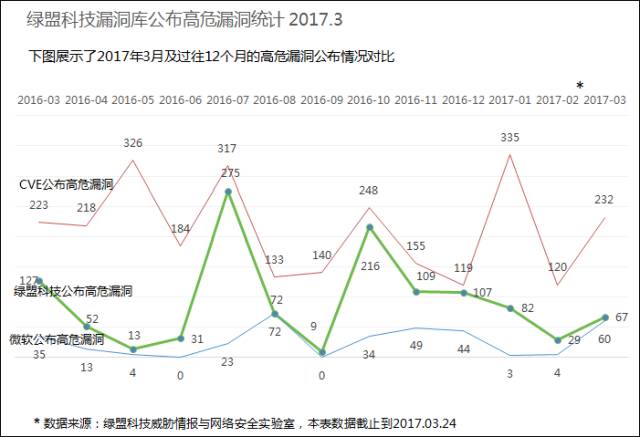 绿盟科技漏洞库公布高危漏洞统计 2017.3
下图展示了2017年3月及过往12个月的高危漏洞公布情况对比
*
2016-03 2016-04 2016-05 2016-06 2016-07 2016-08 2016-09 2016-10 2016-11 2016-12 2017-01 2017-02 2017-03
CVE公布高危漏洞
223 218 326 184 317 133 140 248 155 119 335 120 232
绿盟科技公布高危漏洞
127 52 13 31 275 72 9 216 109 107 82 29 67
微软公布高危漏洞
35 13 4 0 23 72 0 34 49 44 3 4 60
* 数据来源：绿盟科技威胁情报与网络安全实验室，本表数据截止到2017.03.24